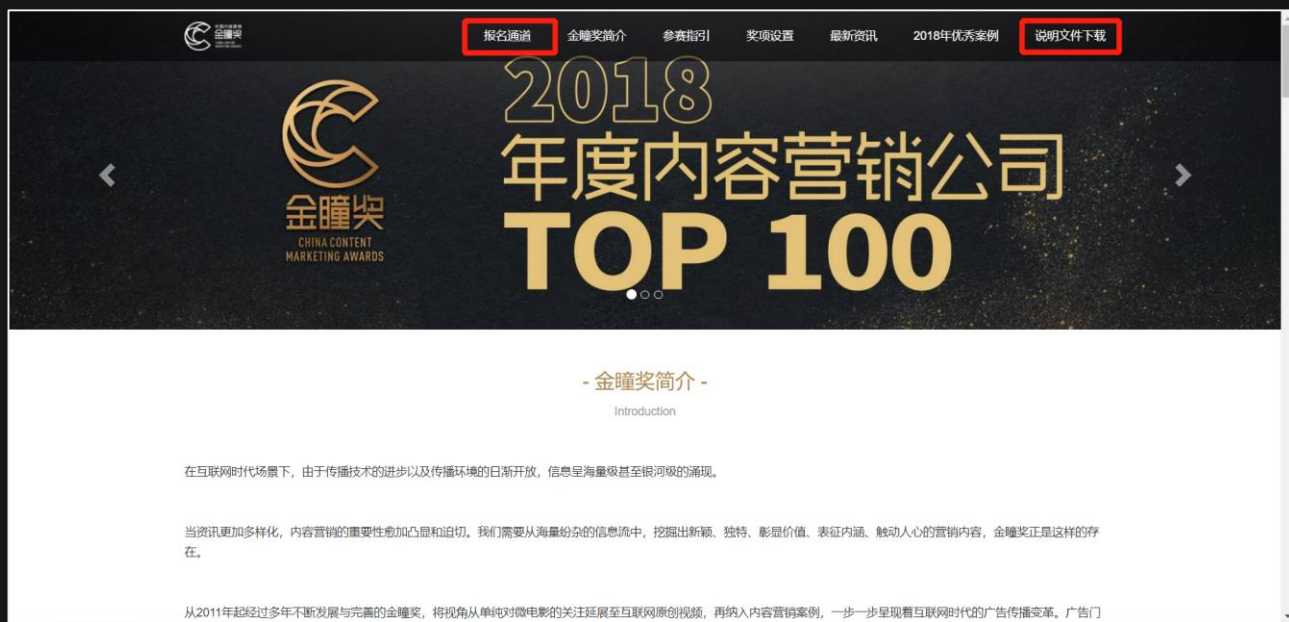 金瞳奖
报名通道 金瞳奖简介 参赛指引 奖项设置 最新资讯 2018年优秀案例 说明文件下载
2018
年度内容营销公司
TOP 100
金瞳奖
CHINA CONTENT
MARKETING AWARDS
- 金瞳奖简介 -
Introduction
在互联网时代场景下，由于传播技术的进步以及传播环境的日渐开放，信息呈海量级甚至银河级的涌现。
当资讯更加多样化，内容营销的重要性愈加凸显和迫切。我们需要从海量纷杂的信息流中，挖掘出新颖、独特、彰显价值、表征内涵、触动人心的营销内容，金瞳奖正是这样的存
在。
从2011年起经过多年不断发展与完善的金瞳奖，将视角从单纯对微电影的关注延展至互联网原创视频，再纳入内容营销案例，一步一步呈现着互联网时代的广告传播变革。广告门